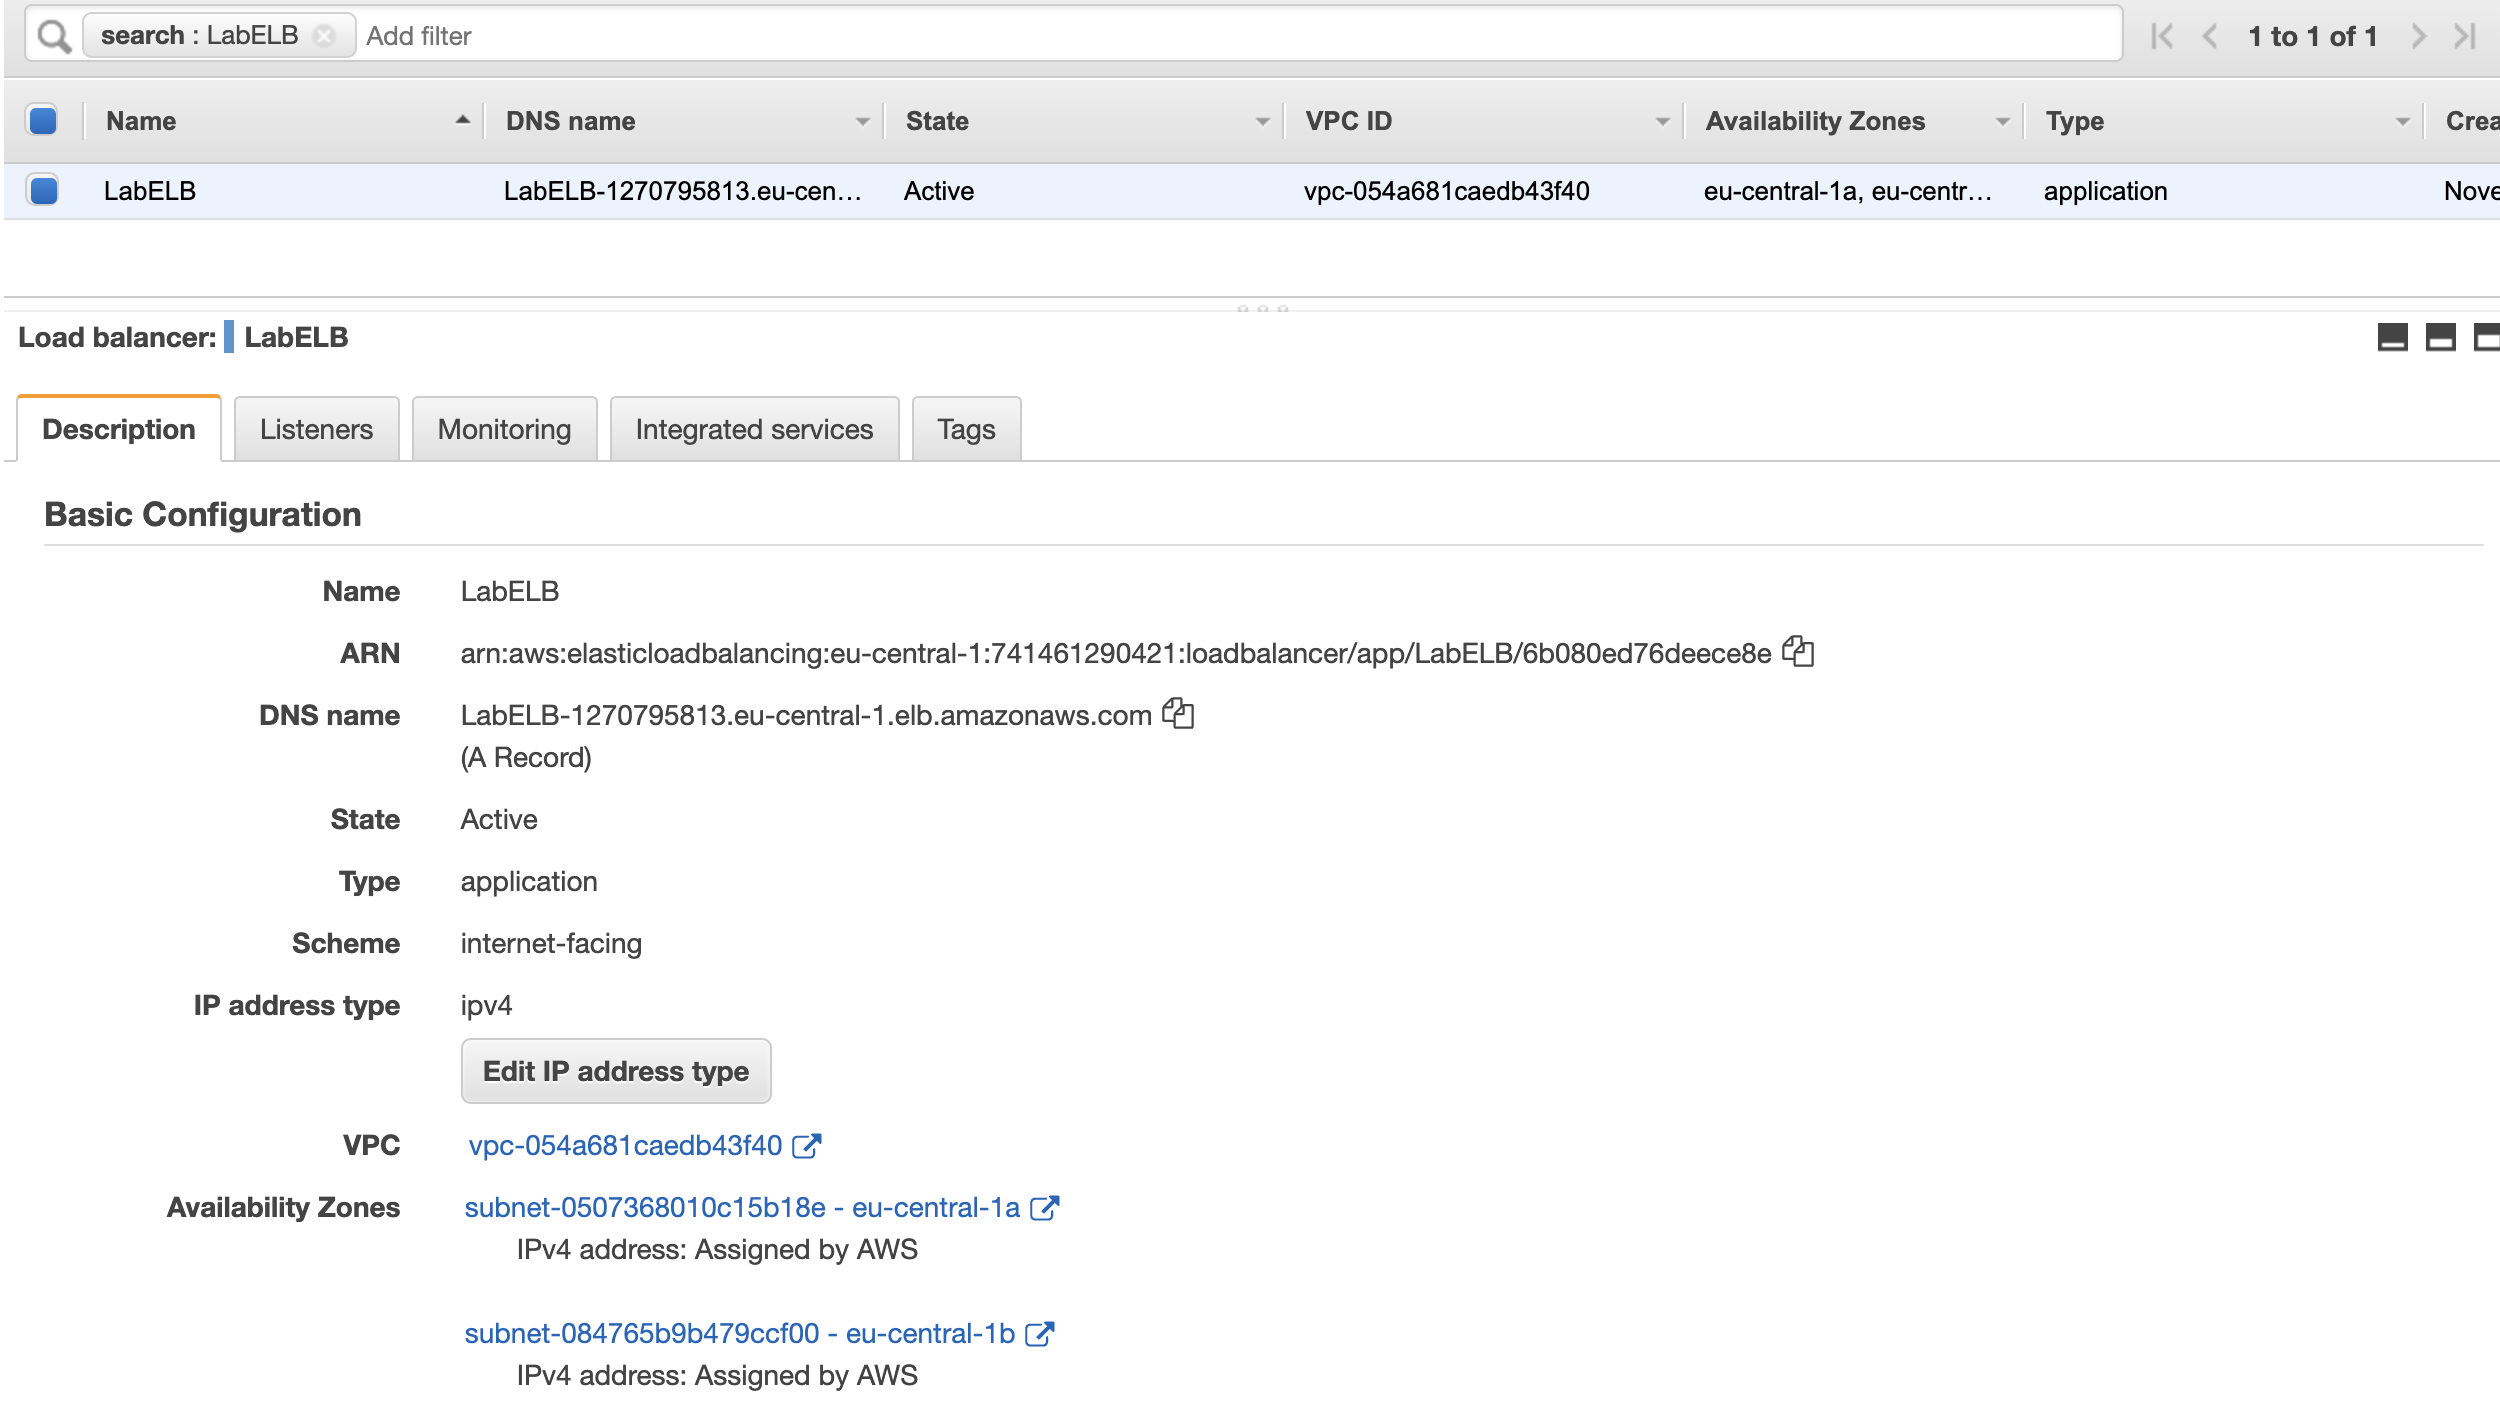 search : LabELB Add filter 1 to 1 of 1
Name DNS name State VPC ID Availability Zones Type Crea
LabELB LabELB-1270795813.eu-cen... Active vpc-054a681caedb43f40 eu-central-1a, eu-centr... application Nove
Load balancer: LabELB
Description Listeners Monitoring Integrated services Tags
Basic Configuration
Name LabELB
ARN arn:aws:elasticloadbalancing:eu-central-1:741461290421:loadbalancer/app/LabELB/6b080ed76deece8e
DNS name LabELB-1270795813.eu-central-1.elb.amazonaws.com
(A Record)
State Active
Type application
Scheme internet-facing
IP address type ipv4
Edit IP address type
VPC vpc-054a681caedb43f40
Availability Zones subnet-0507368010c15b18e - eu-central-1a
IPv4 address: Assigned by AWS
subnet-084765b9b479ccf00 - eu-central-1b
IPv4 address: Assigned by AWS